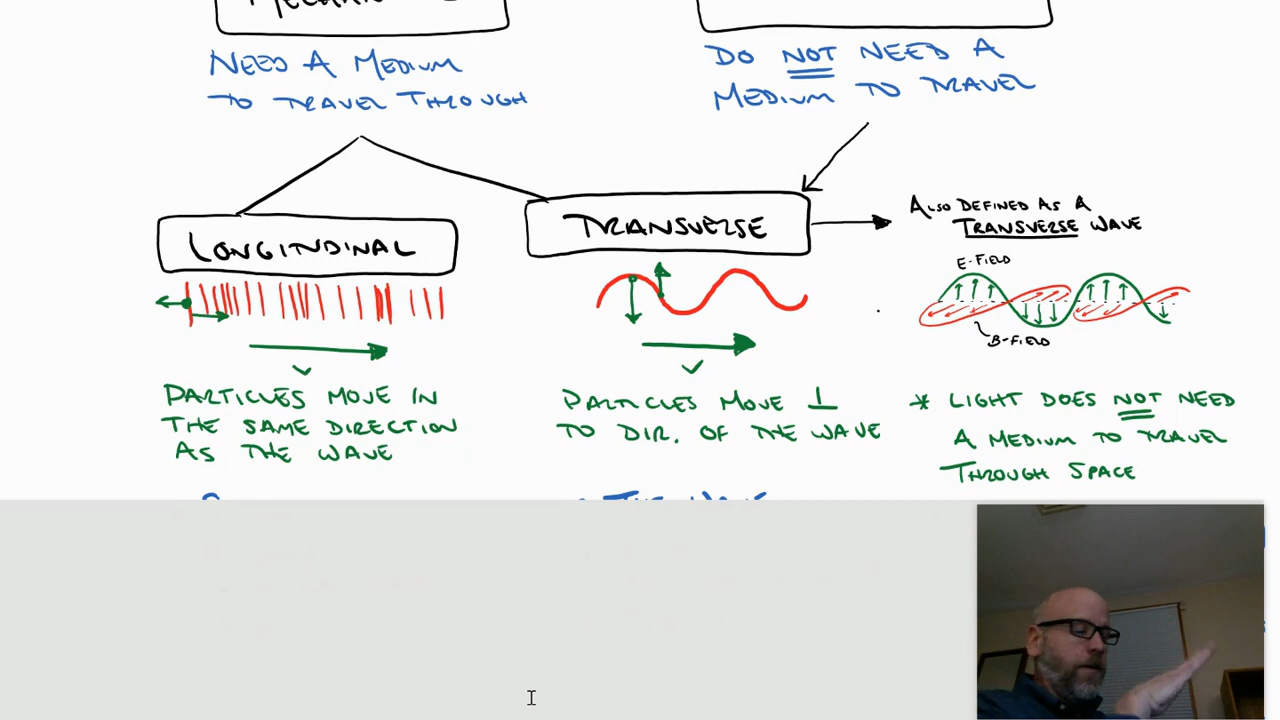 NEED A MEDIUM
TO TRAVEL THROUGH
DO NOT NEED A
MEDIUM TO TRAVEL
LONGITUDINAL
TRANSVERSE
ALSO DEFINED AS A
TRANSVERSE WAVE
E-FIELD
B-FIELD
PARTICLES MOVE IN
THE SAME DIRECTION
AS THE WAVE
PARTICLES MOVE ⊥
TO DIR. OF THE WAVE
* LIGHT DOES NOT NEED
A MEDIUM TO TRAVEL
THROUGH SPACE